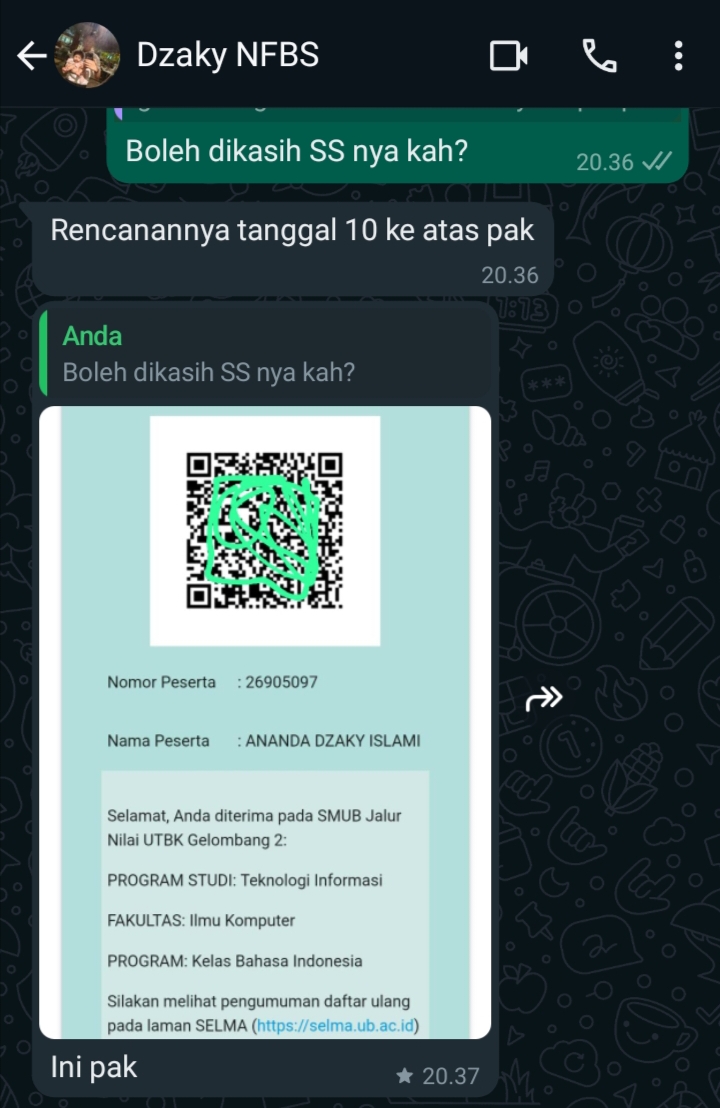 Dzaky NFBS
Boleh dikasih SS nya kah?
20.36
Rencanannya tanggal 10 ke atas pak
20.36
Anda
Boleh dikasih SS nya kah?
Nomor Peserta : 26905097
Nama Peserta : ANANDA DZAKY ISLAMI
Selamat, Anda diterima pada SMUB Jalur
Nilai UTBK Gelombang 2:
PROGRAM STUDI: Teknologi Informasi
FAKULTAS: Ilmu Komputer
PROGRAM: Kelas Bahasa Indonesia
Silakan melihat pengumuman daftar ulang
pada laman SELMA (https://selma.ub.ac.id)
Ini pak
20.37